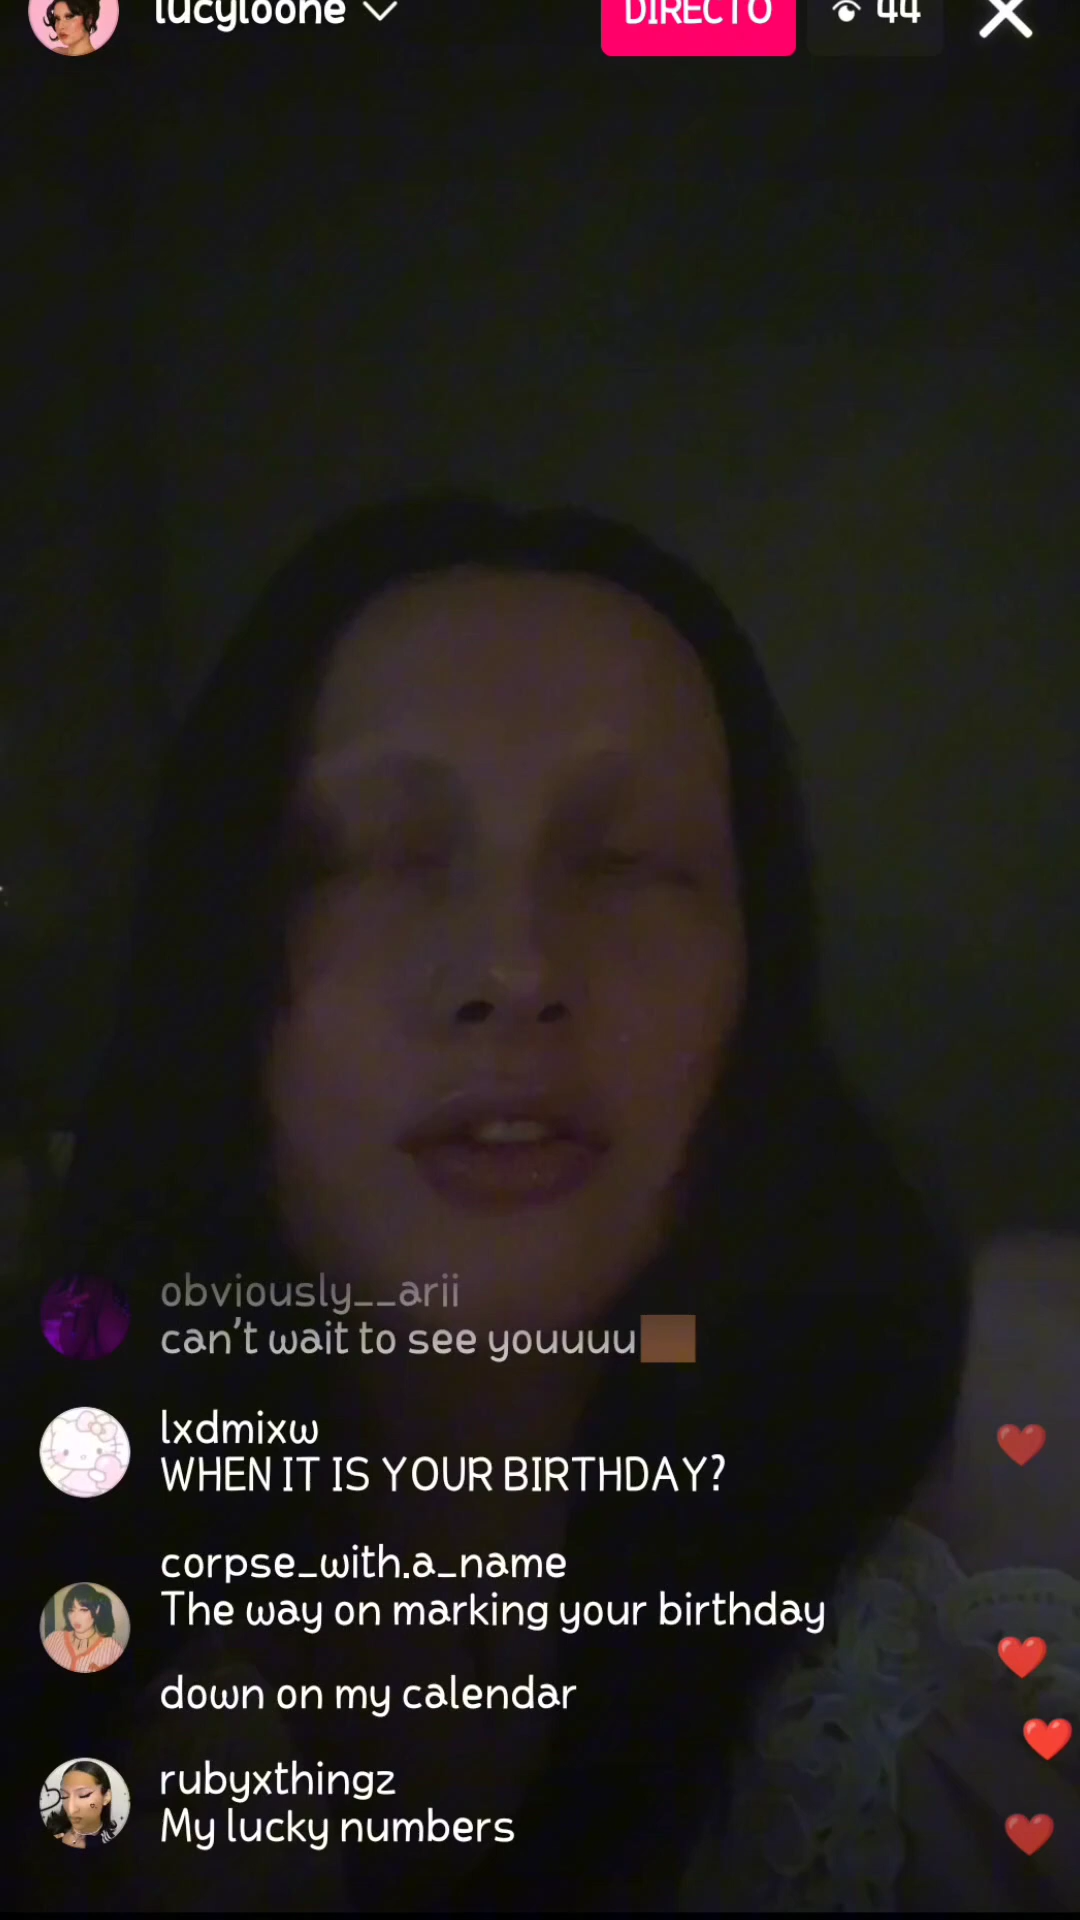 lucyloone
DIRECTO
44
obviously__arii
can't wait to see youuuu
lxdmixw
WHEN IT IS YOUR BIRTHDAY?
corpse_with.a_name
The way on marking your birthday
down on my calendar
rubyxthingz
My lucky numbers